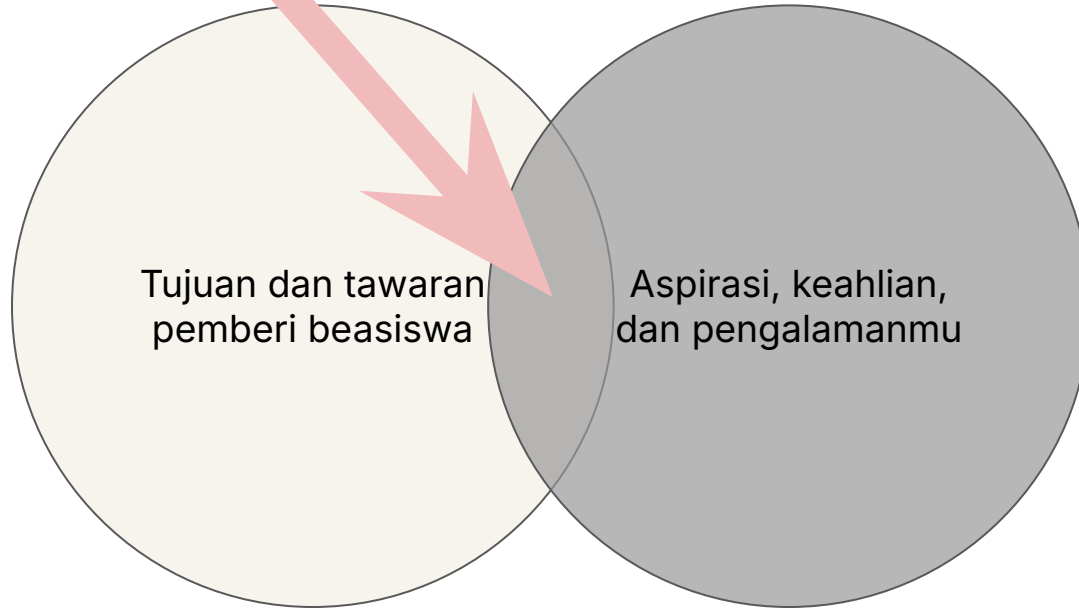 Tujuan dan tawaran
pemberi beasiswa
Aspirasi, keahlian,
dan pengalamanmu